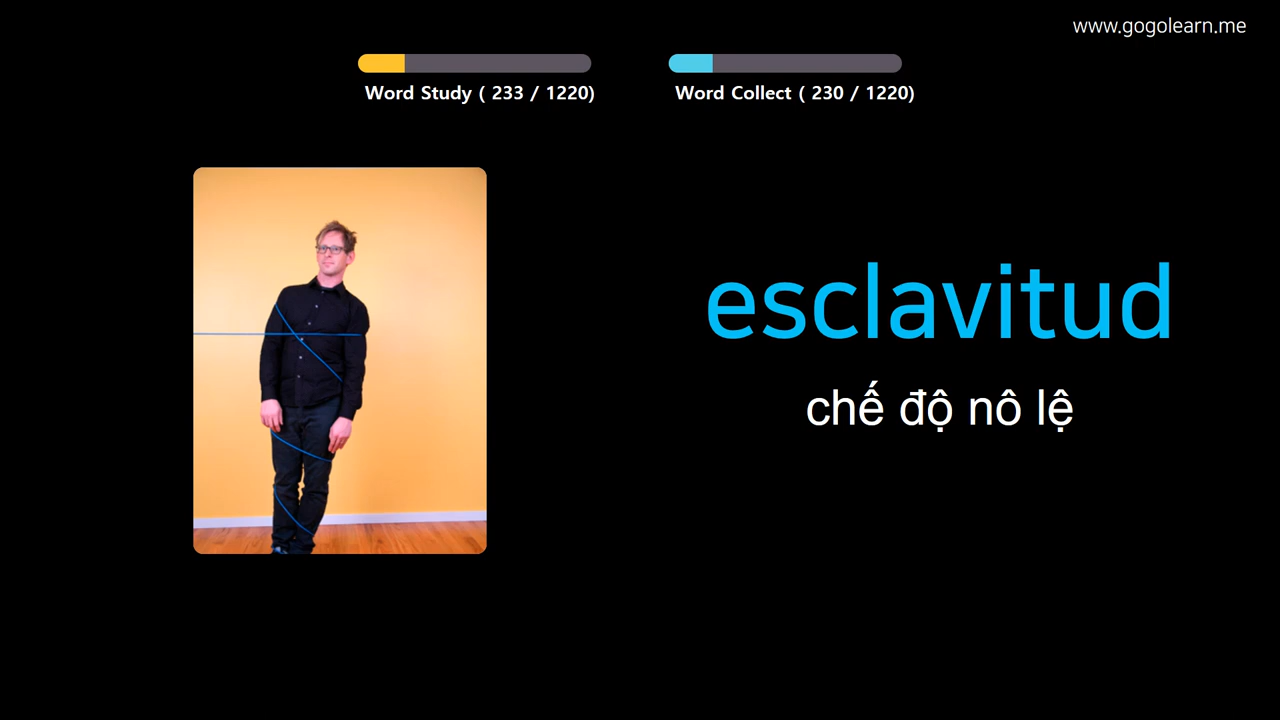 www.gogolearn.me
Word Study ( 233 / 1220)
Word Collect ( 230 / 1220)
esclavitud
chế độ nô lệ